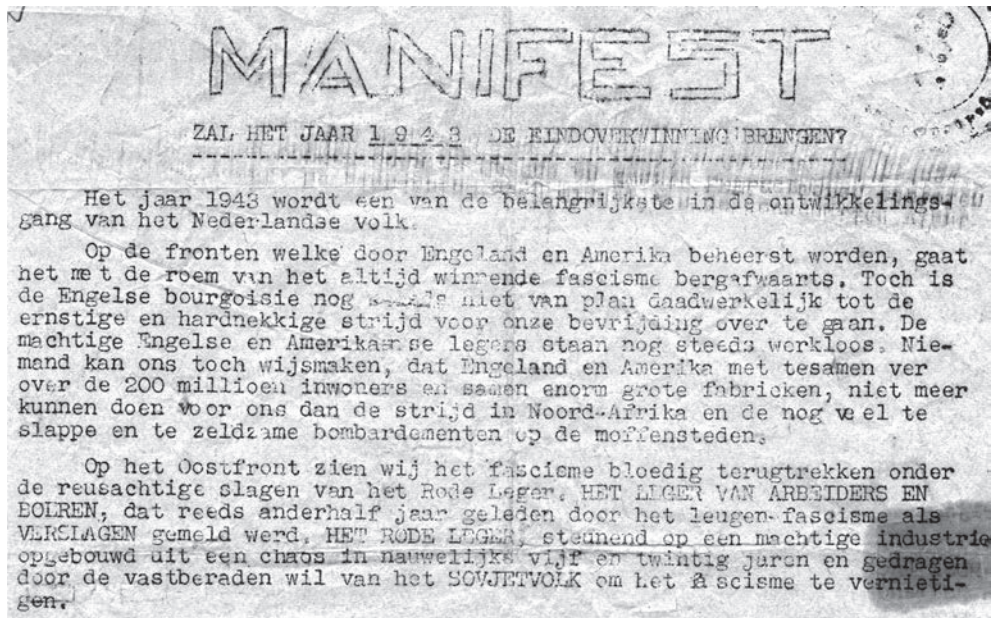 MANIFEST
ZAL HET JAAR 1943 DE EINDOVERWINNING BRENGEN?
Het jaar 1943 wordt een van de belangrijkste in de ontwikkelings-
gang van het Nederlandse volk.
Op de fronten welke door Engeland en Amerika beheerst worden, gaat
het met de roem van het altijd winnende fascisme bergafwaarts. Toch is
de Engelse bourgoisie nog niet van plan daadwerkelijk tot de
ernstige en hardnekkige strijd voor onze bevrijding over te gaan. De
machtige Engelse en Amerikaanse legers staan nog steeds werkloos. Nie-
mand kan ons toch wijsmaken, dat Engeland en Amerika met tesamen ver
over de 200 millioen inwoners en samen enorm grote fabrieken, niet meer
kunnen doen voor ons dan de strijd in Noord-Afrika en de nog veel te
slappe en te zeldzame bombardementen op de moffensteden.
Op het Oostfront zien wij het fascisme bloedig terugtrekken onder
de reusachtige slagen van het Rode Leger. HET LEGER VAN ARBEIDERS EN
BOEREN, dat reeds anderhalf jaar geleden door het leugen-fascisme als
VERSLAGEN gemeld werd. HET RODE LEGER, steunend op een machtige industrie
opgebouwd uit een chaos in nauwelijks vijf en twintig jaren en gedragen
door de vastberaden wil van het SOVJETVOLK om het fascisme te vernieti-
gen.